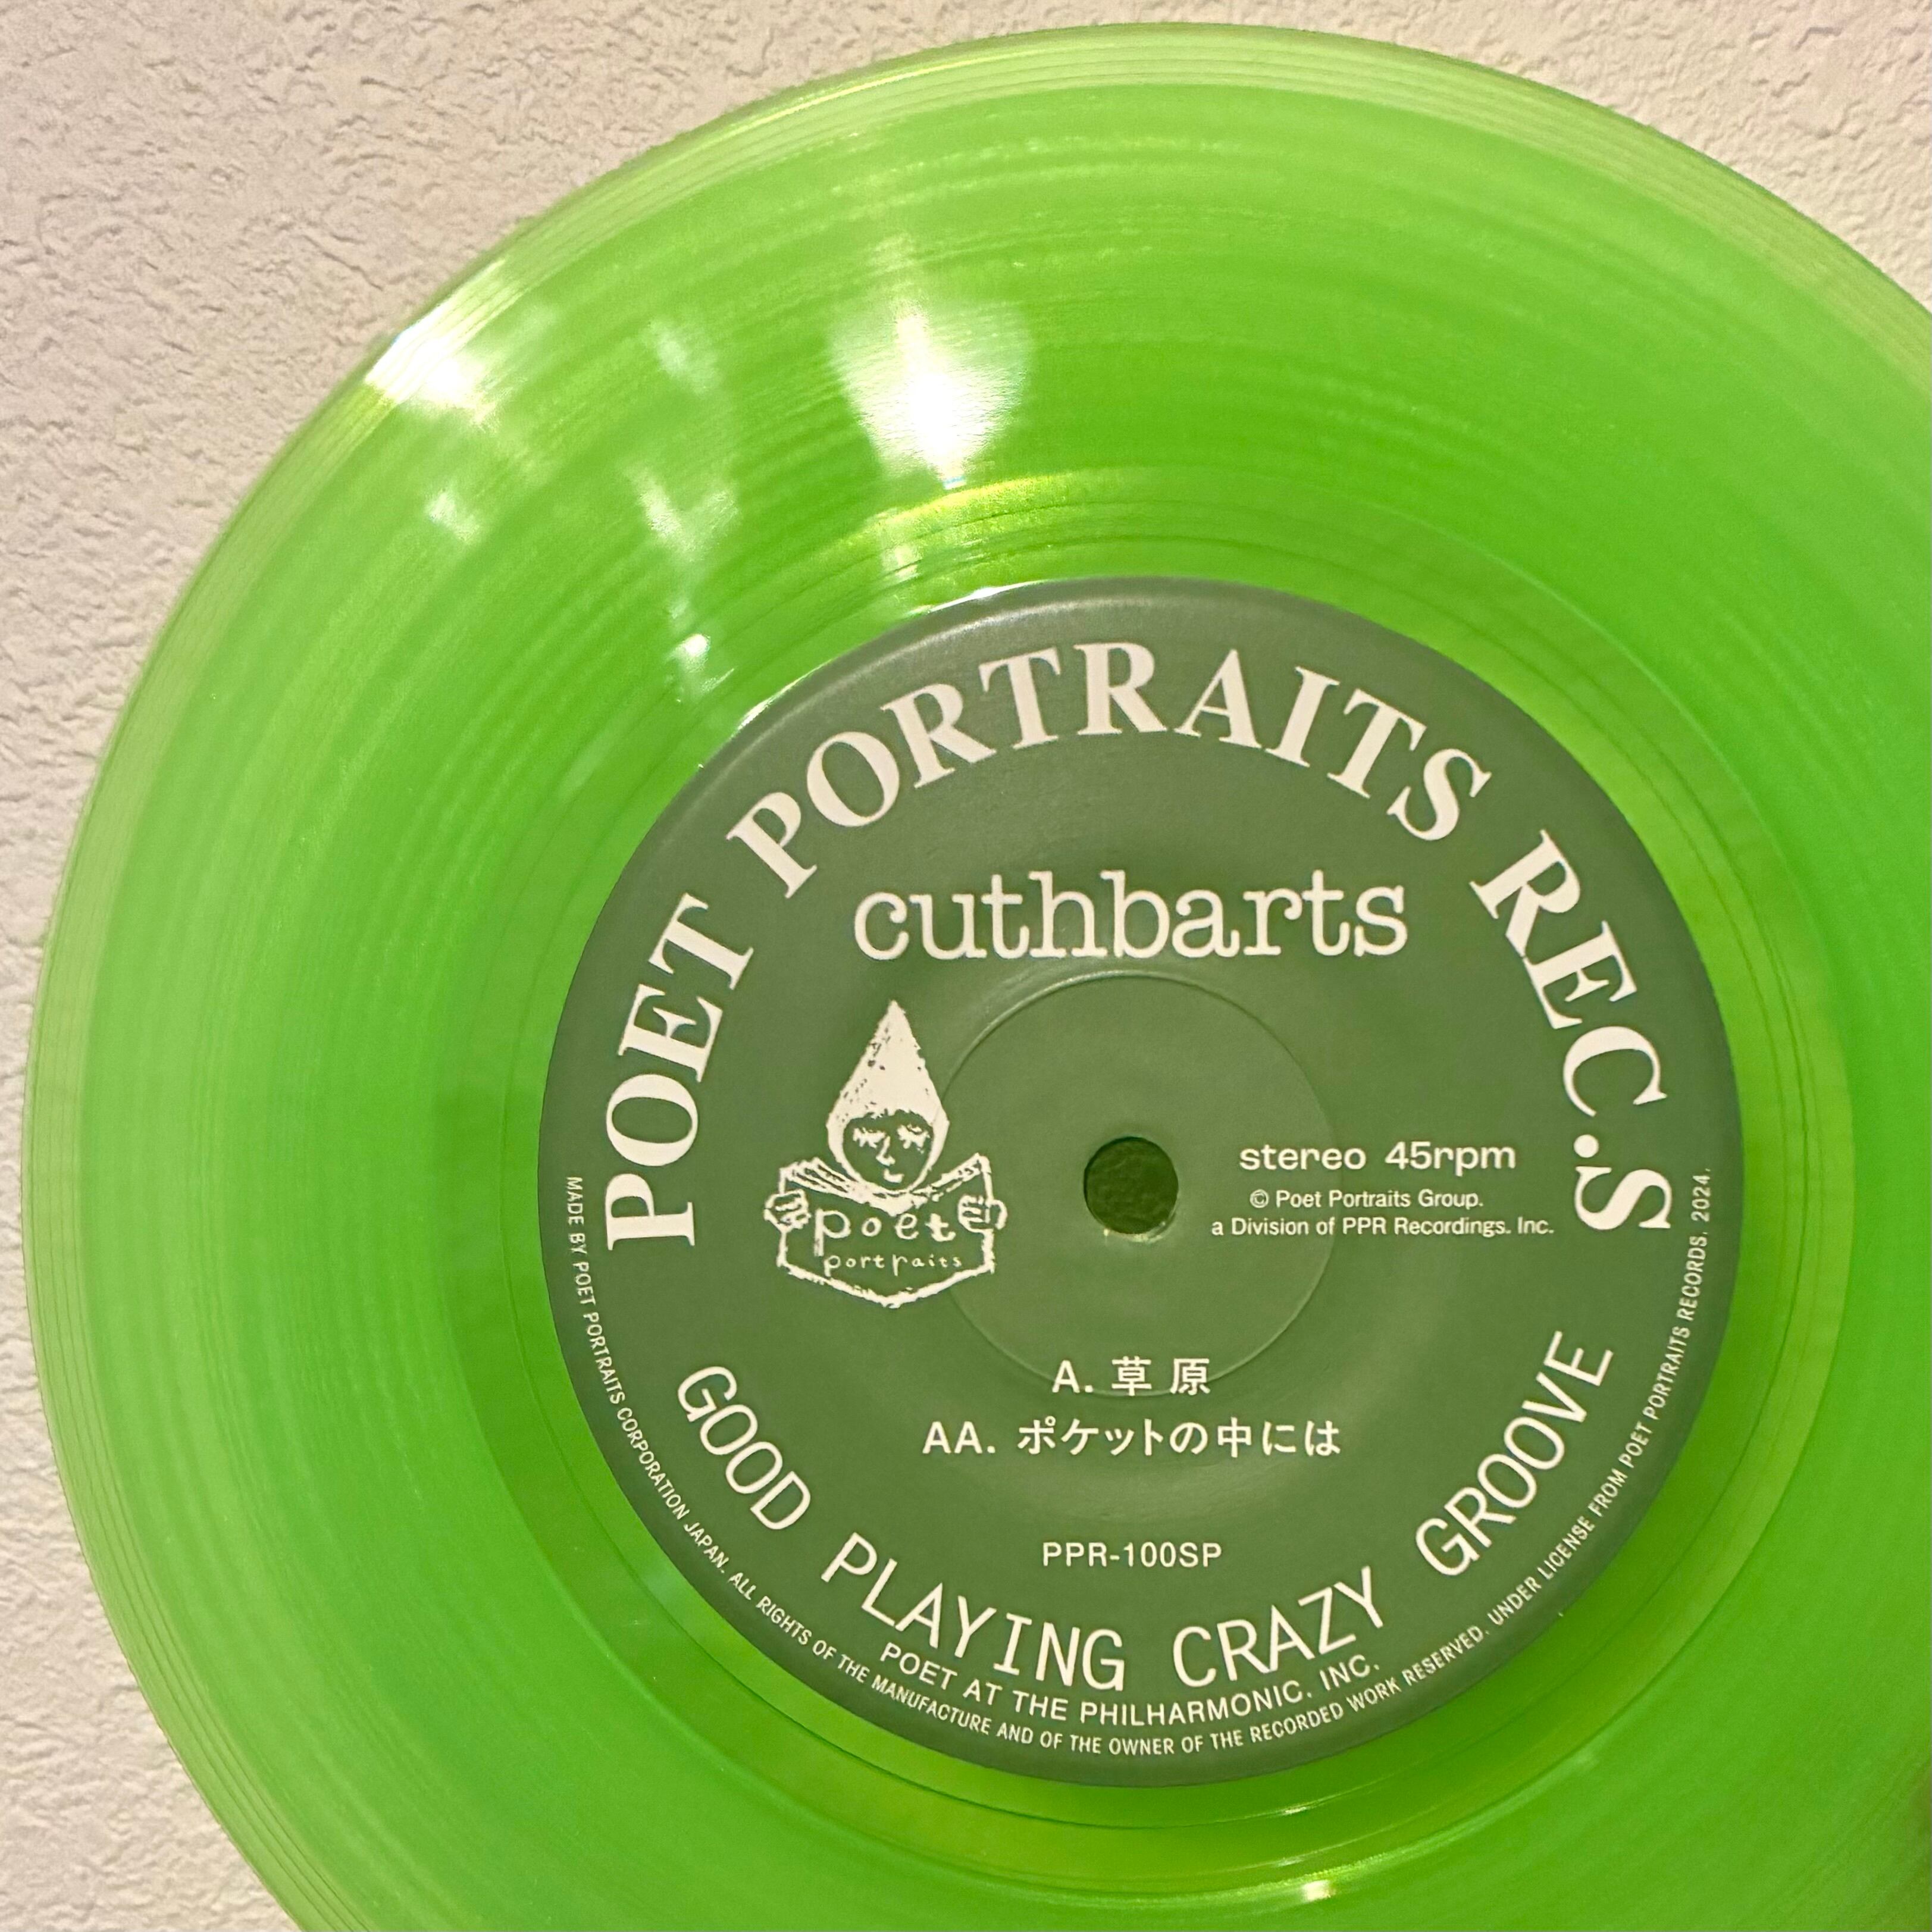 POET PORTRAITS REC.S
cuthbarts
poet
portraits
stereo 45rpm
© Poet Portraits Group.
a Division of PPR Recordings. Inc.
A. 草原
AA. ポケットの中には
PPR-100SP
GOOD PLAYING CRAZY GROOVE
POET AT THE PHILHARMONIC. INC.
MADE BY POET PORTRAITS CORPORATION JAPAN. ALL RIGHTS OF THE MANUFACTURE AND OF THE OWNER OF THE RECORDED WORK RESERVED. UNDER LICENSE FROM POET PORTRAITS RECORDS. 2024.